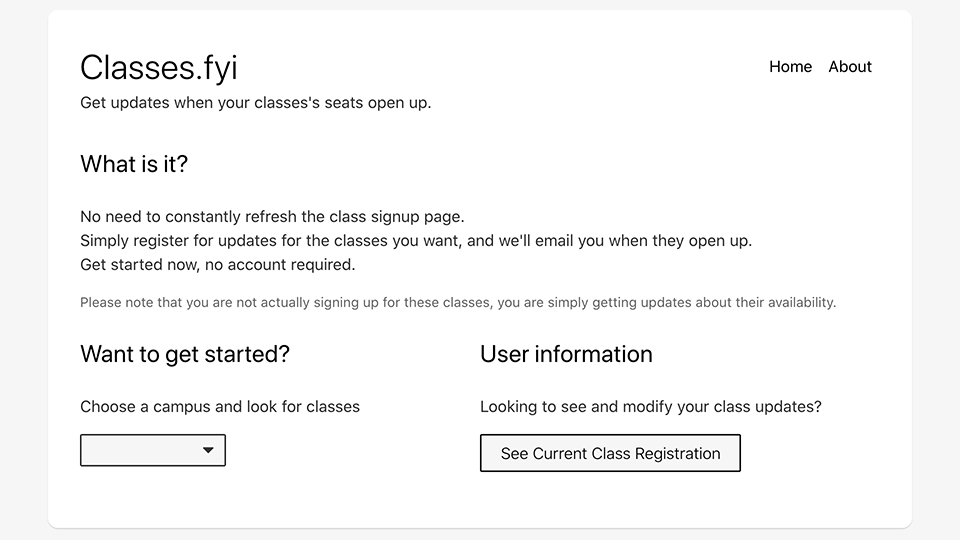 Classes.fyi
Home About
Get updates when your classes's seats open up.
What is it?
No need to constantly refresh the class signup page.
Simply register for updates for the classes you want, and we'll email you when they open up.
Get started now, no account required.
Please note that you are not actually signing up for these classes, you are simply getting updates about their availability.
Want to get started?
Choose a campus and look for classes
User information
Looking to see and modify your class updates?
See Current Class Registration